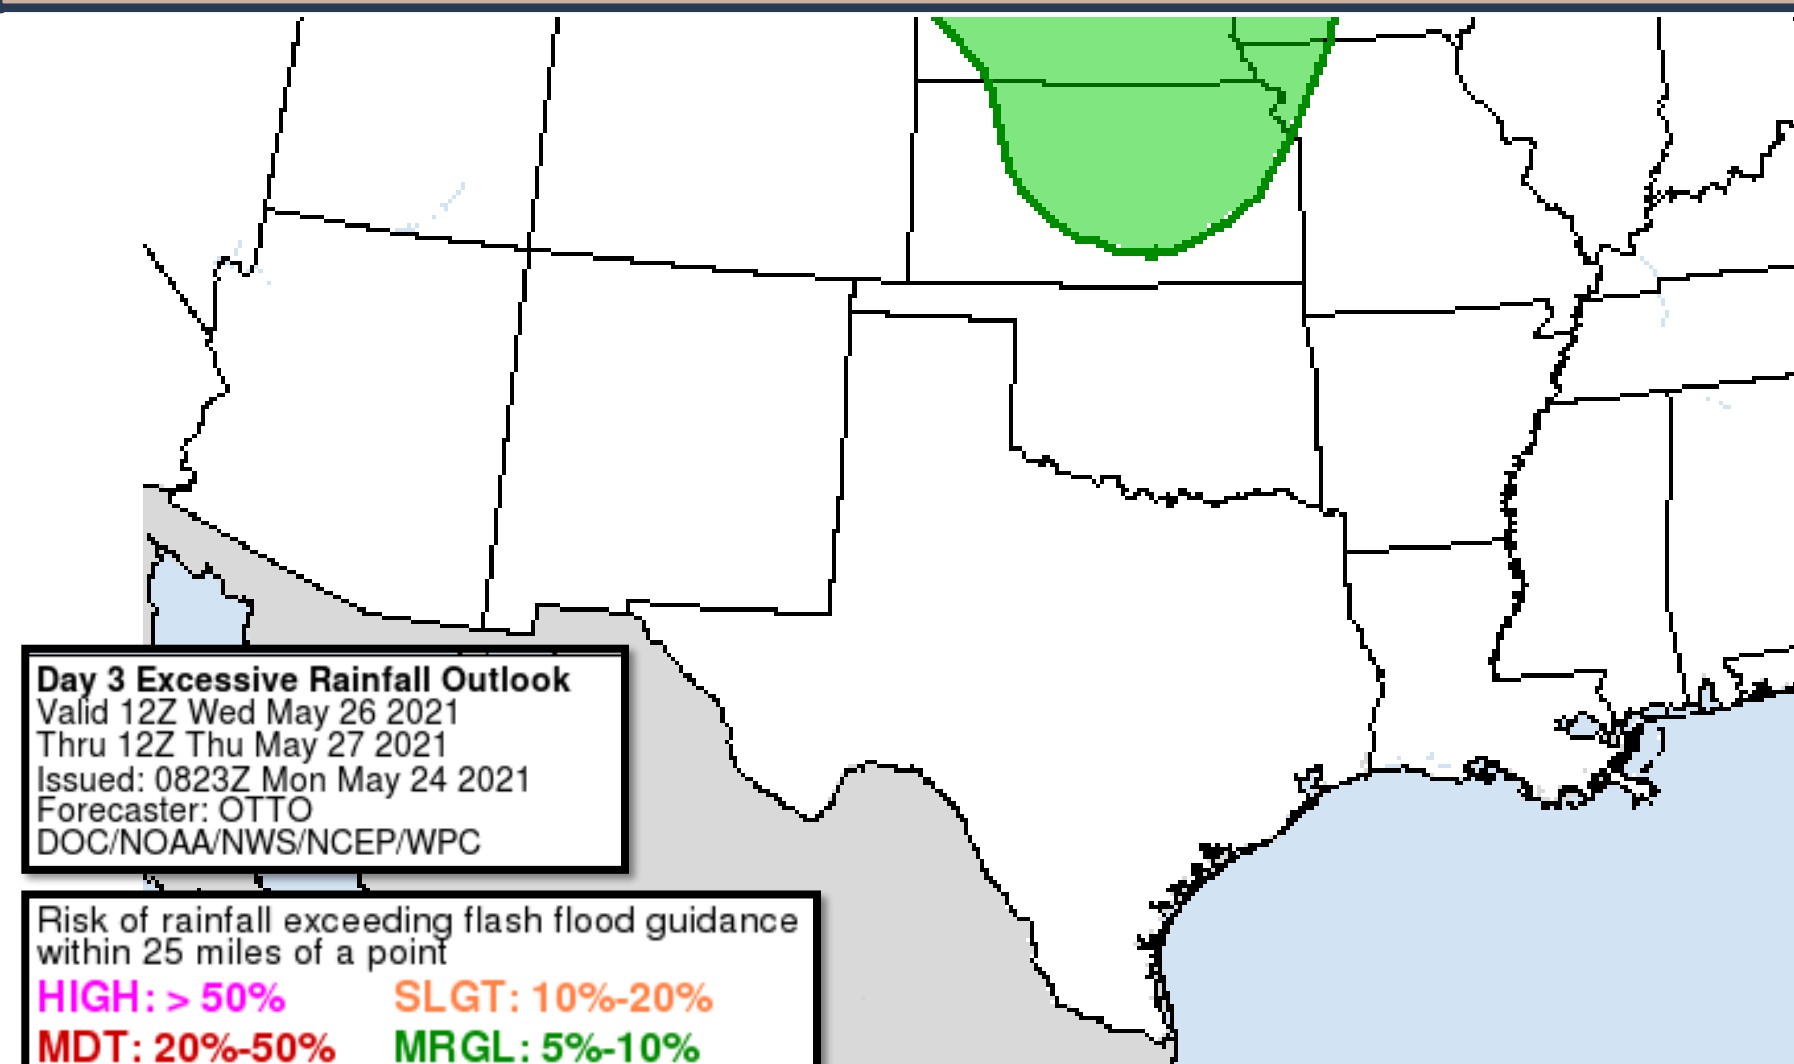 Day 3 Excessive Rainfall Outlook
Valid 12Z Wed May 26 2021
Thru 12Z Thu May 27 2021
Issued: 0823Z Mon May 24 2021
Forecaster: OTTO
DOC/NOAA/NWS/NCEP/WPC
Risk of rainfall exceeding flash flood guidance
within 25 miles of a point
HIGH: > 50% SLGT: 10%-20%
MDT: 20%-50% MRGL: 5%-10%